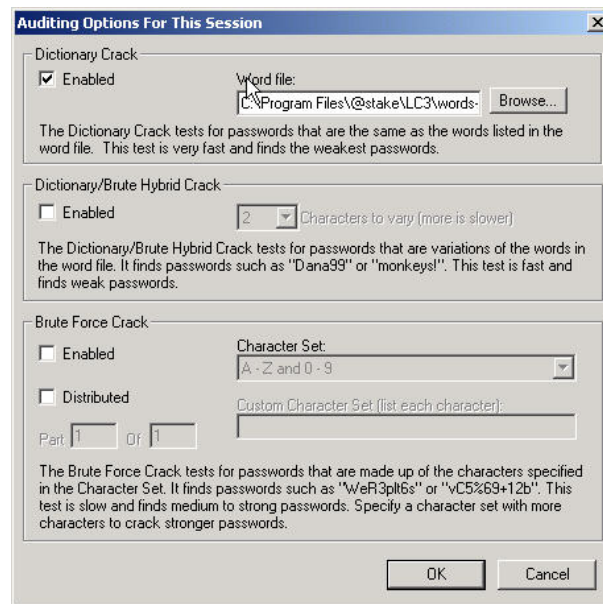 Auditing Options For This Session
Dictionary Crack
Enabled
Word file:
C:\Program Files\@stake\LC3\words-
Browse...
The Dictionary Crack tests for passwords that are the same as the words listed in the
word file. This test is very fast and finds the weakest passwords.
Dictionary/Brute Hybrid Crack
Enabled
2
Characters to vary (more is slower)
The Dictionary/Brute Hybrid Crack tests for passwords that are variations of the words in
the word file. It finds passwords such as "Dana99" or "monkeys!". This test is fast and
finds weak passwords.
Brute Force Crack
Enabled
Character Set:
A - Z and 0 - 9
Distributed
Custom Character Set (list each character):
Part 1 Of 1
The Brute Force Crack tests for passwords that are made up of the characters specified
in the Character Set. It finds passwords such as "WeR3plt6s" or "vC5%69+12b". This
test is slow and finds medium to strong passwords. Specify a character set with more
characters to crack stronger passwords.
OK
Cancel